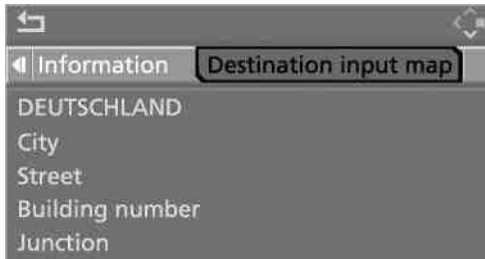 Information Destination input map
DEUTSCHLAND
City
Street
Building number
Junction